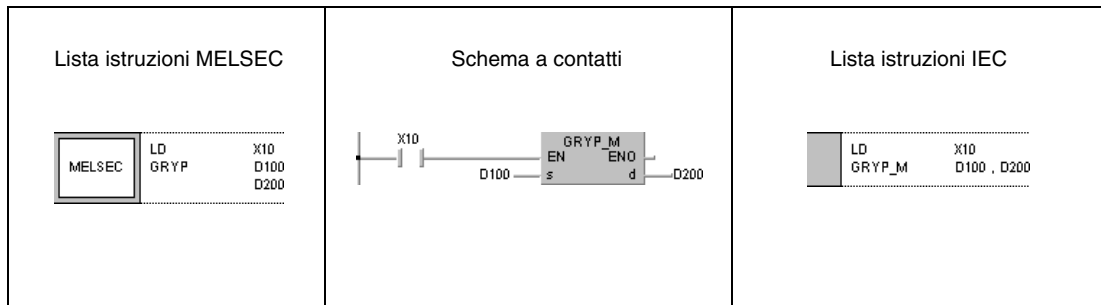 Lista istruzioni MELSEC
MELSEC
LD X10
GRYP D100
D200
Schema a contatti
X10
GRYP_M
EN ENO
D100 s d D200
Lista istruzioni IEC
LD X10
GRYP_M D100 , D200